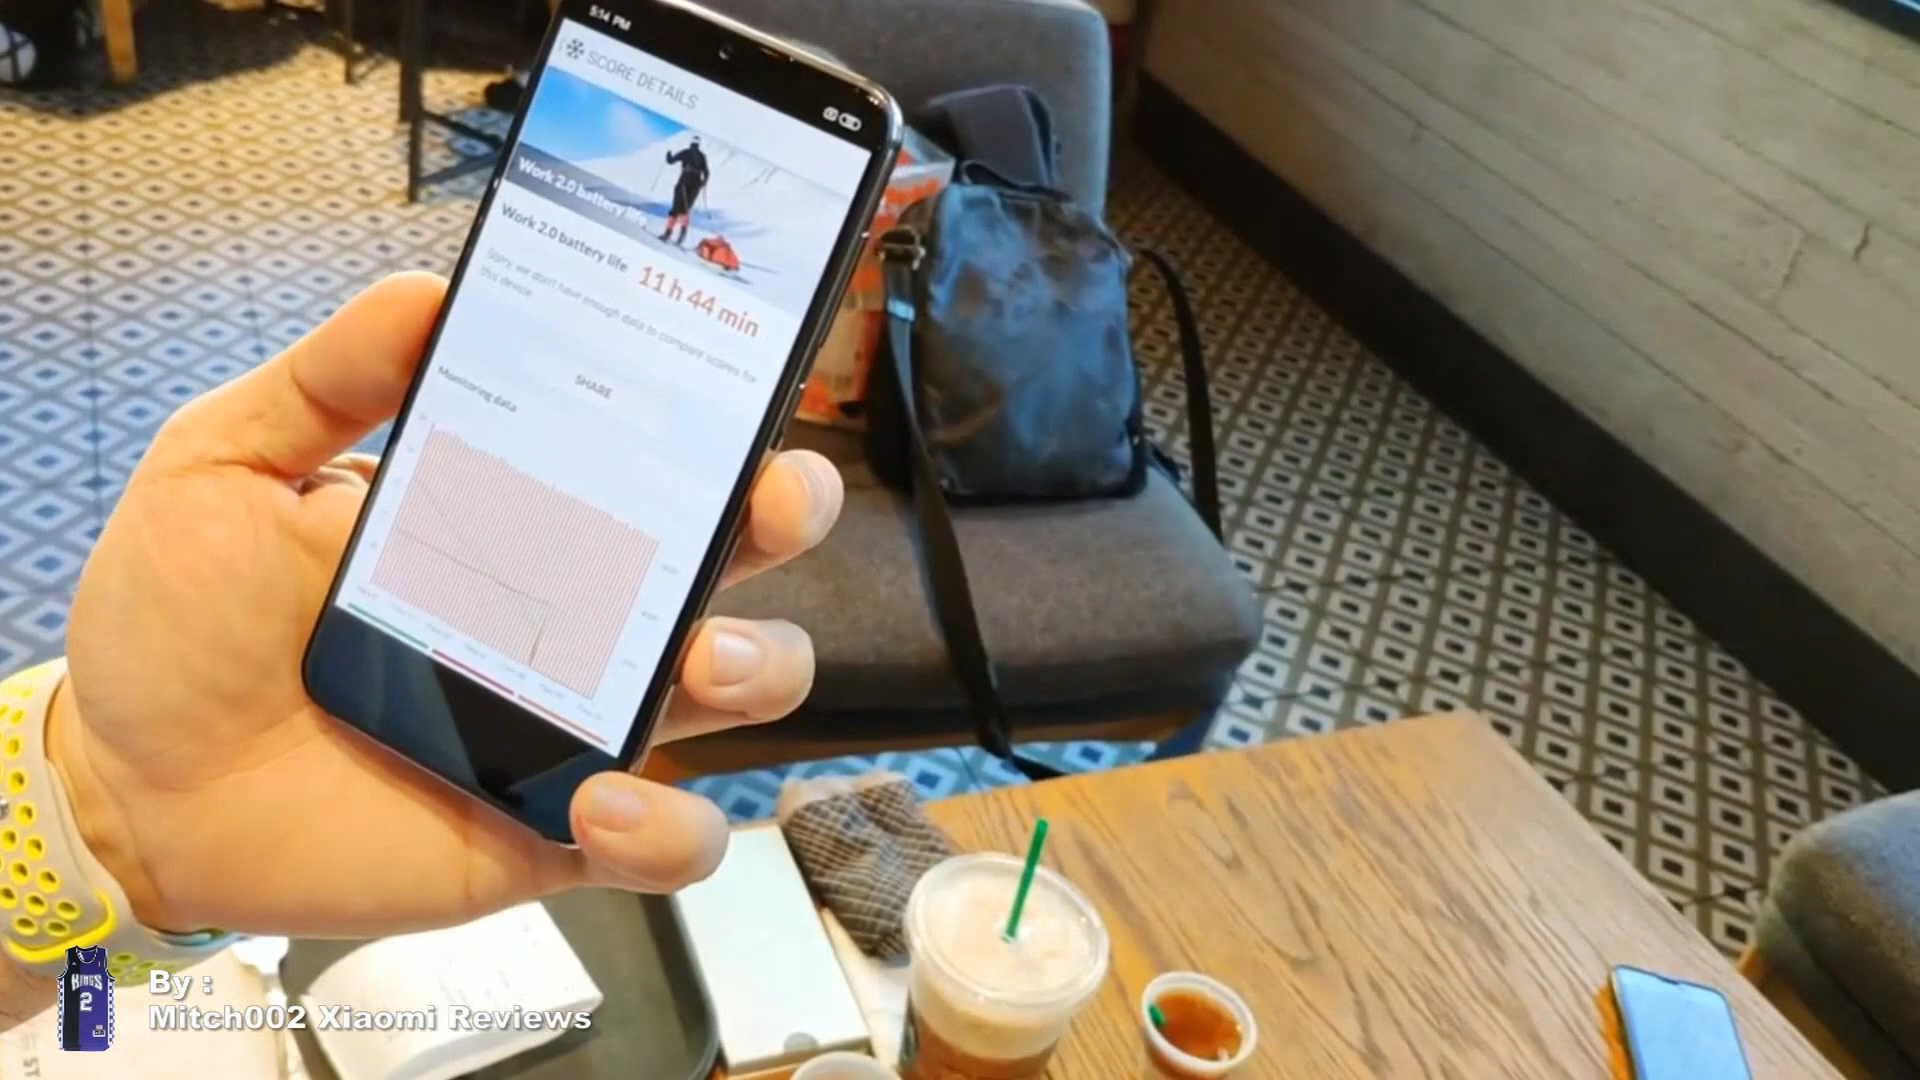 5:14 PM
SCORE DETAILS
Work 2.0 battery life
Work 2.0 battery life
11 h 44 min
Sorry, we don't have enough data to compare scores for
this device
SHARE
Monitoring data
KINGS
2
By :
Mitch002 Xiaomi Reviews